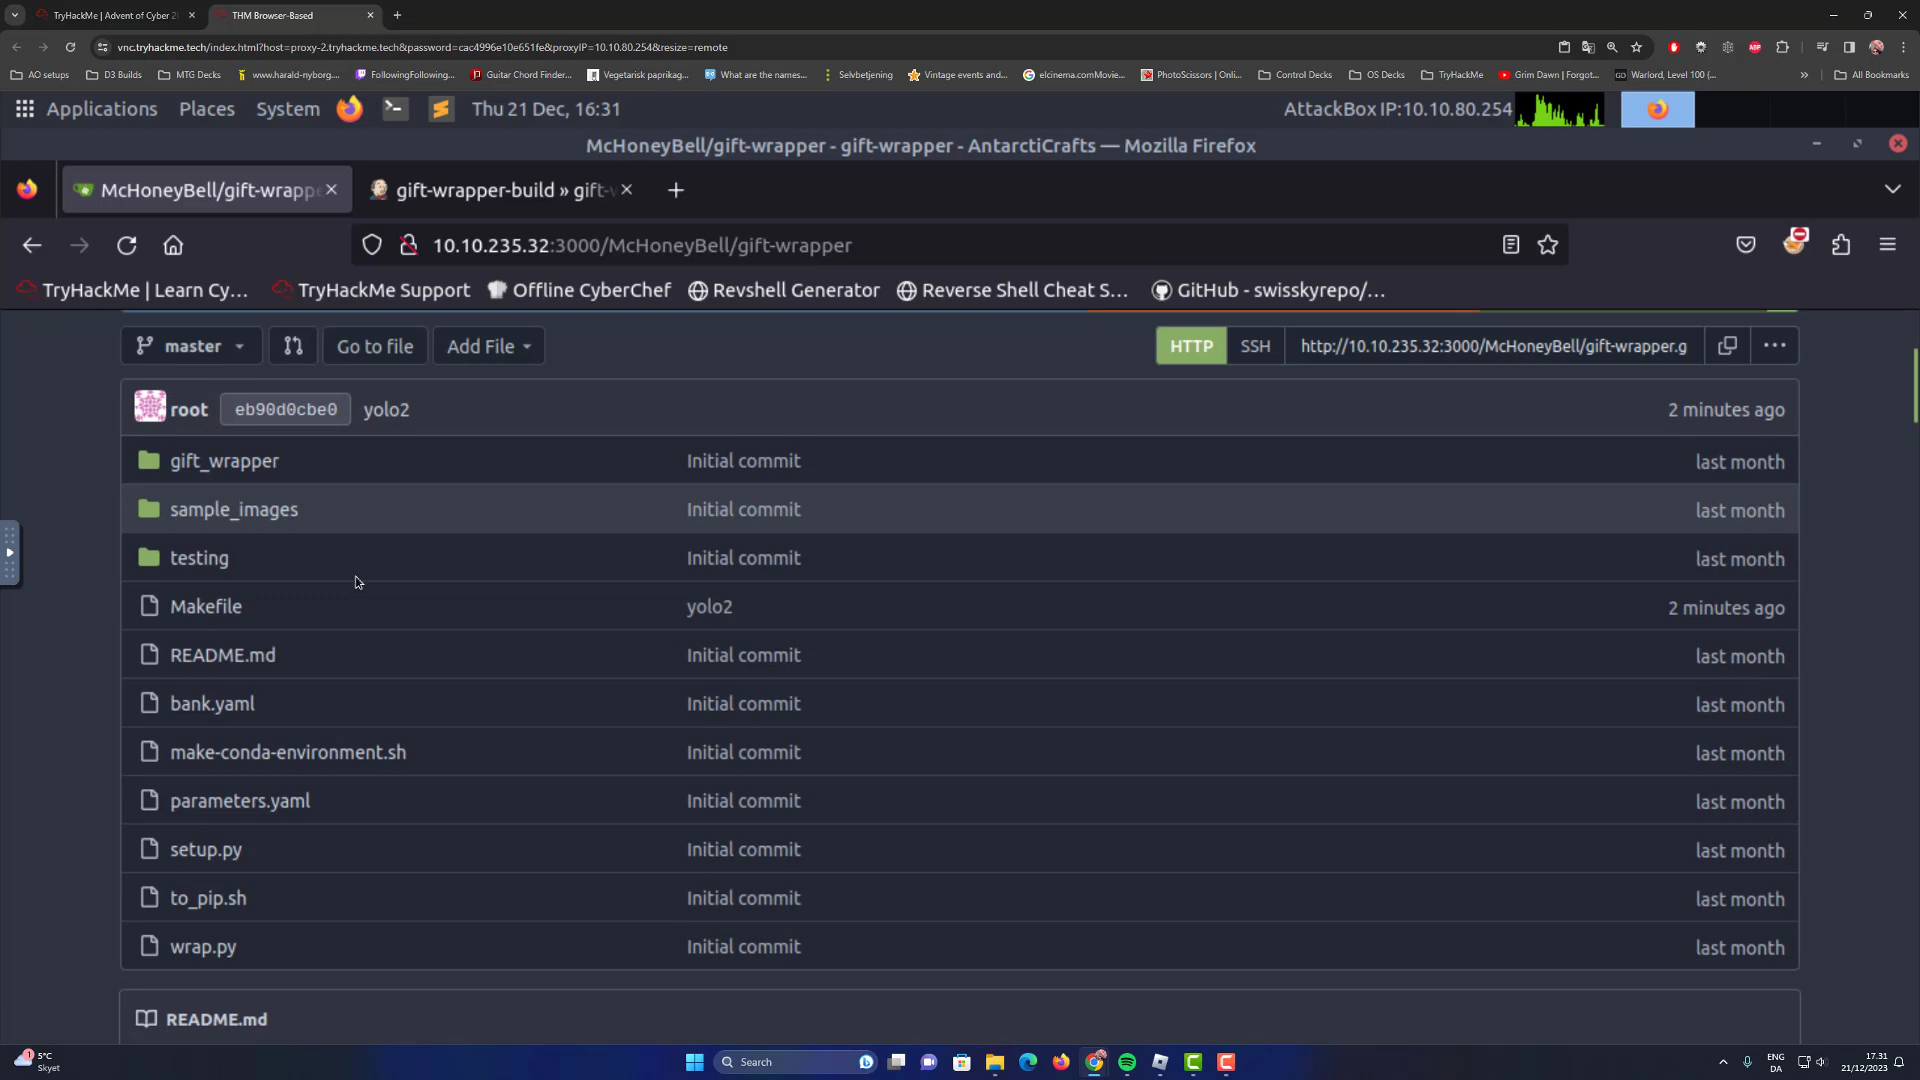 TryHackMe | Advent of Cyber 2
THM Browser-Based
vnc.tryhackme.tech/index.html?host=proxy-2.tryhackme.tech&password=cac4996e10e651fe&proxyIP=10.10.80.254&resize=remote
AO setups D3 Builds MTG Decks www.harald-nyborg.... FollowingFollowing... Guitar Chord Finder... Vegetarisk paprikag... What are the names... Selvbetjening Vintage events and... elcinema.comMovie... PhotoScissors | Onli... Control Decks OS Decks TryHackMe Grim Dawn | Forgot... Warlord, Level 100 (... » All Bookmarks
Applications Places System Thu 21 Dec, 16:31 AttackBox IP:10.10.80.254
McHoneyBell/gift-wrapper - gift-wrapper - AntarctiCrafts — Mozilla Firefox
McHoneyBell/gift-wrappe gift-wrapper-build » gift-w
10.10.235.32:3000/McHoneyBell/gift-wrapper
TryHackMe | Learn Cy... TryHackMe Support Offline CyberChef Revshell Generator Reverse Shell Cheat S... GitHub - swisskyrepo/...
master Go to file Add File HTTP SSH http://10.10.235.32:3000/McHoneyBell/gift-wrapper.g ...
root eb90d0cbe0 yolo2 2 minutes ago
gift_wrapper Initial commit last month
sample_images Initial commit last month
testing Initial commit last month
Makefile yolo2 2 minutes ago
README.md Initial commit last month
bank.yaml Initial commit last month
make-conda-environment.sh Initial commit last month
parameters.yaml Initial commit last month
setup.py Initial commit last month
to_pip.sh Initial commit last month
wrap.py Initial commit last month
README.md
1 5°C
Skyet
Search
ENG
DA
17.31
21/12/2023